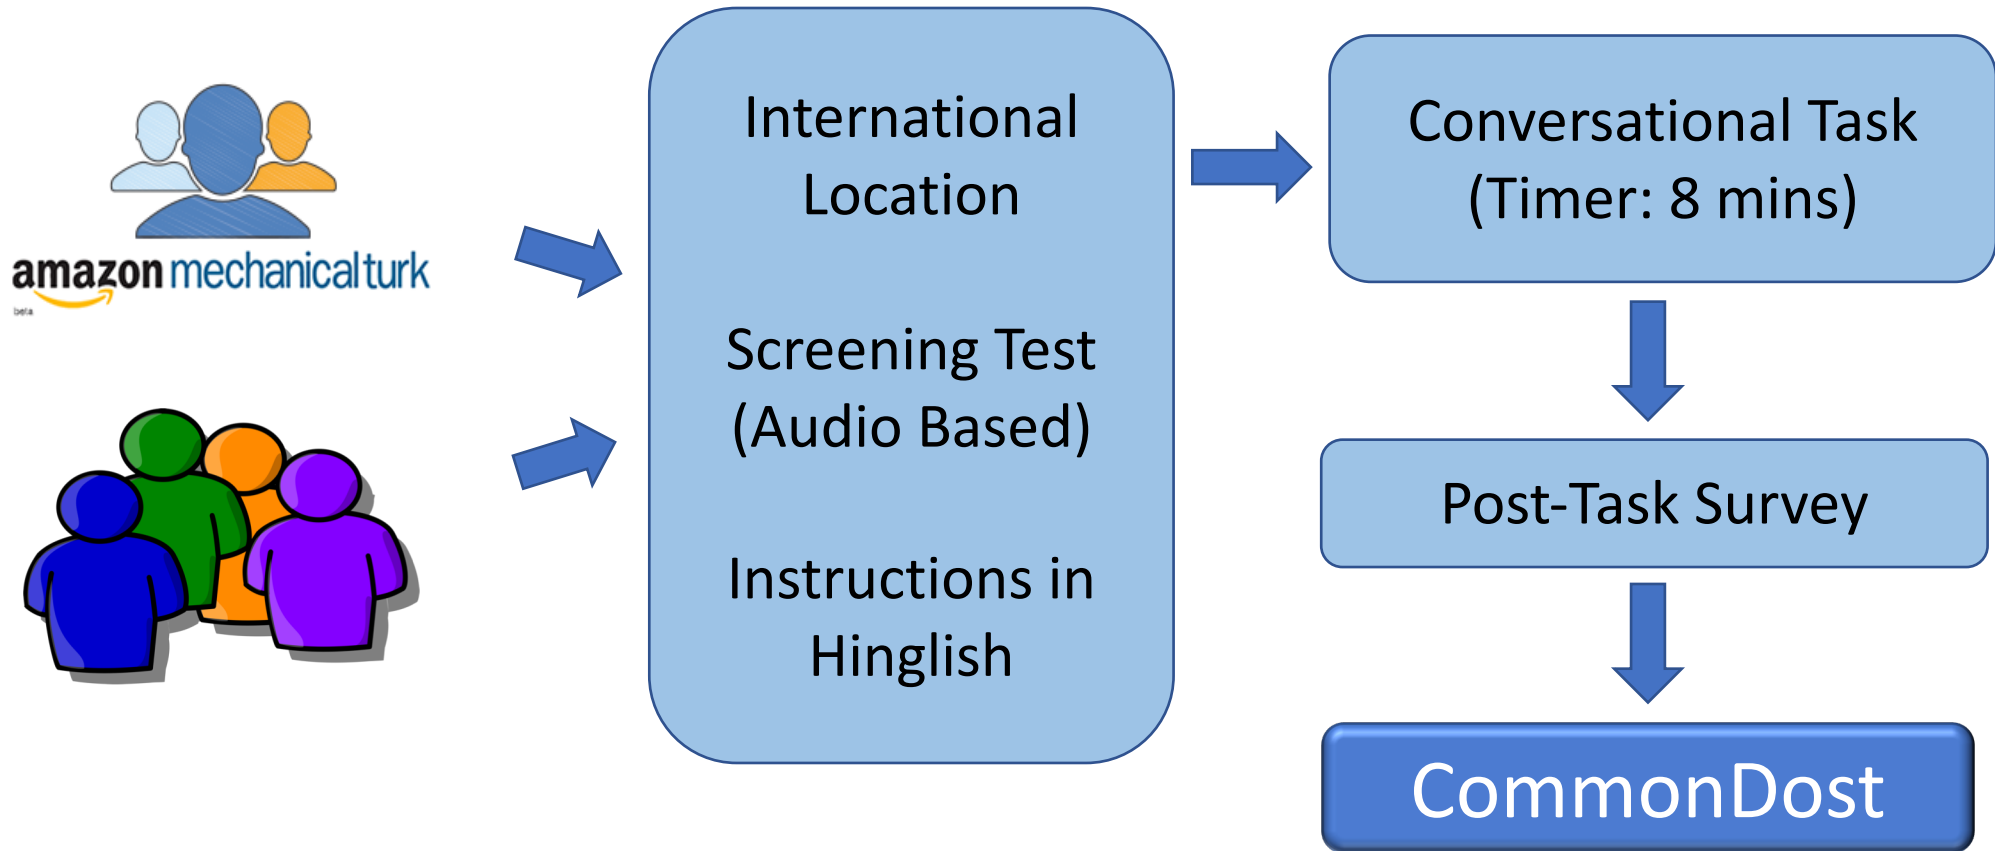 amazon mechanical turk
beta
International
Location
Screening Test
(Audio Based)
Instructions in
Hinglish
Conversational Task
(Timer: 8 mins)
Post-Task Survey
CommonDost